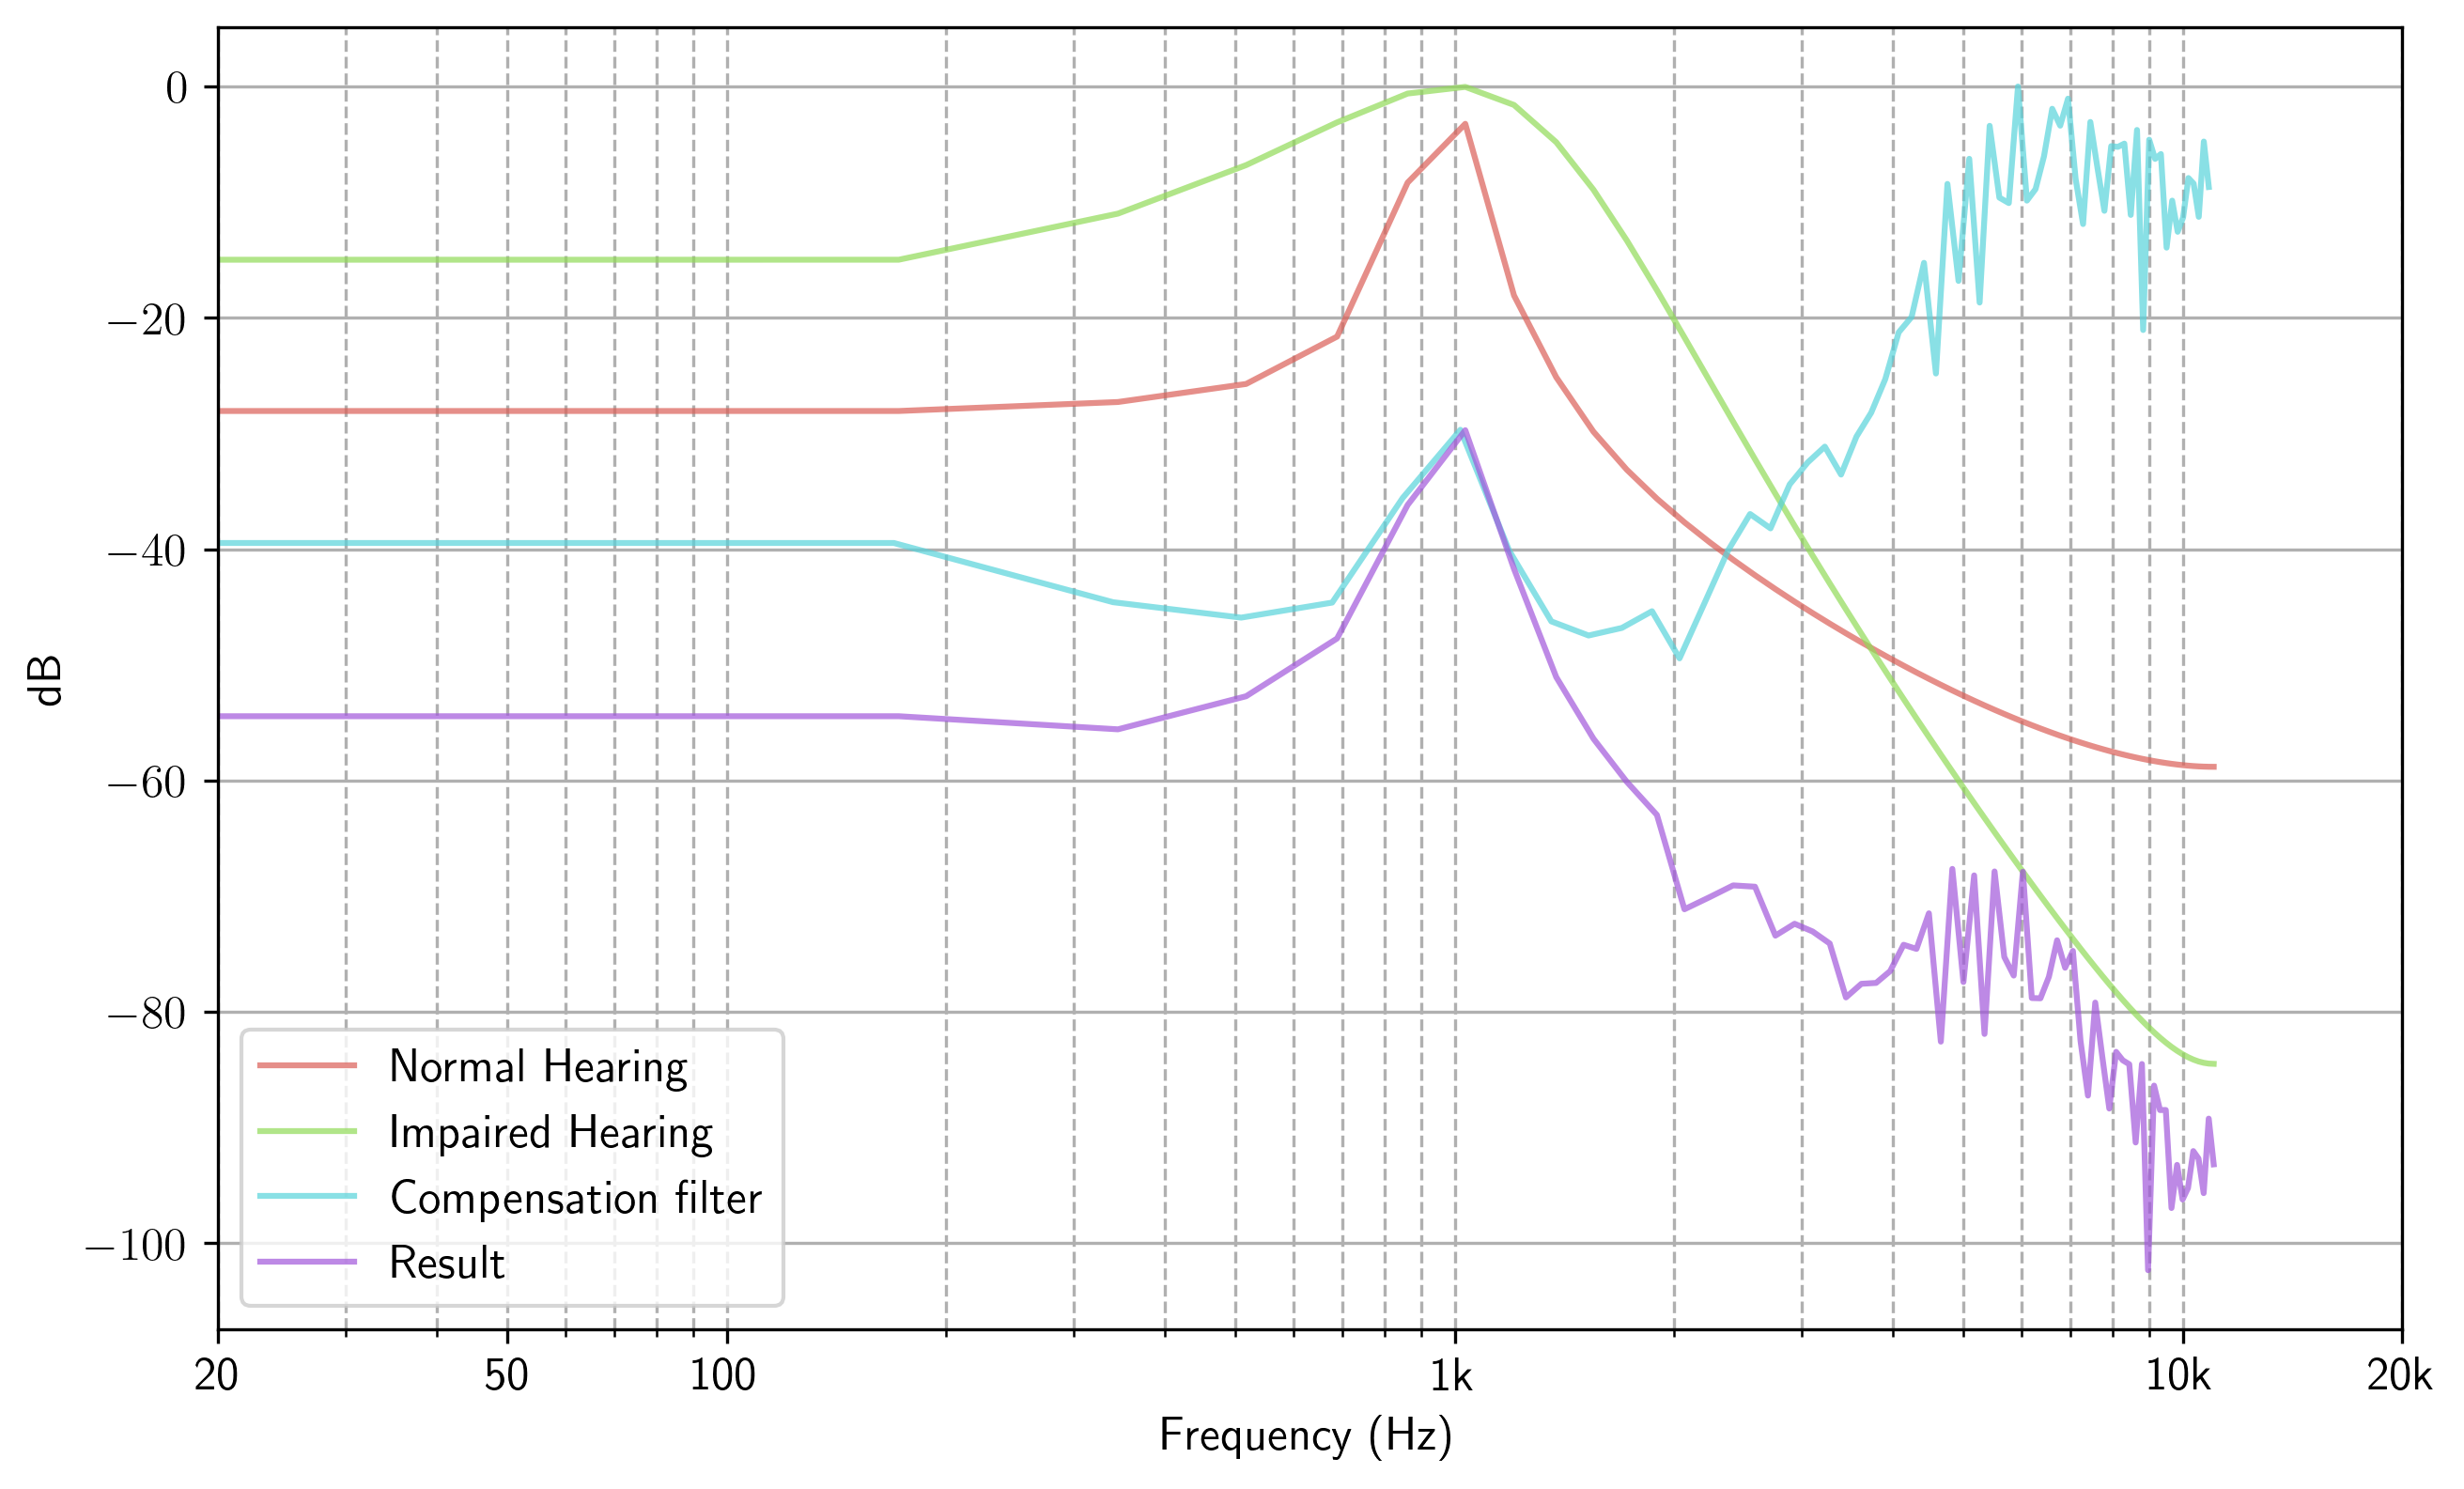 0
−20
−40
−60
−80
−100
dB
Normal Hearing
Impaired Hearing
Compensation filter
Result
20 50 100 1k 10k 20k
Frequency (Hz)